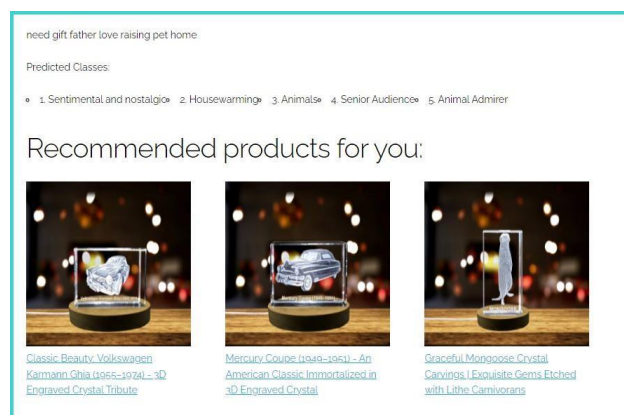 need gift father love raising pet home
Predicted Classes:
1. Sentimental and nostalgic 2. Housewarming 3. Animals 4. Senior Audience 5. Animal Admirer
Recommended products for you:
Classic Beauty: Volkswagen
Karmann Ghia (1955–1974) - 3D
Engraved Crystal Tribute
Mercury Coupe (1949–1951) - An
American Classic Immortalized in
3D Engraved Crystal
Graceful Mongoose Crystal
Carvings | Exquisite Gems Etched
with Lithe Carnivorans